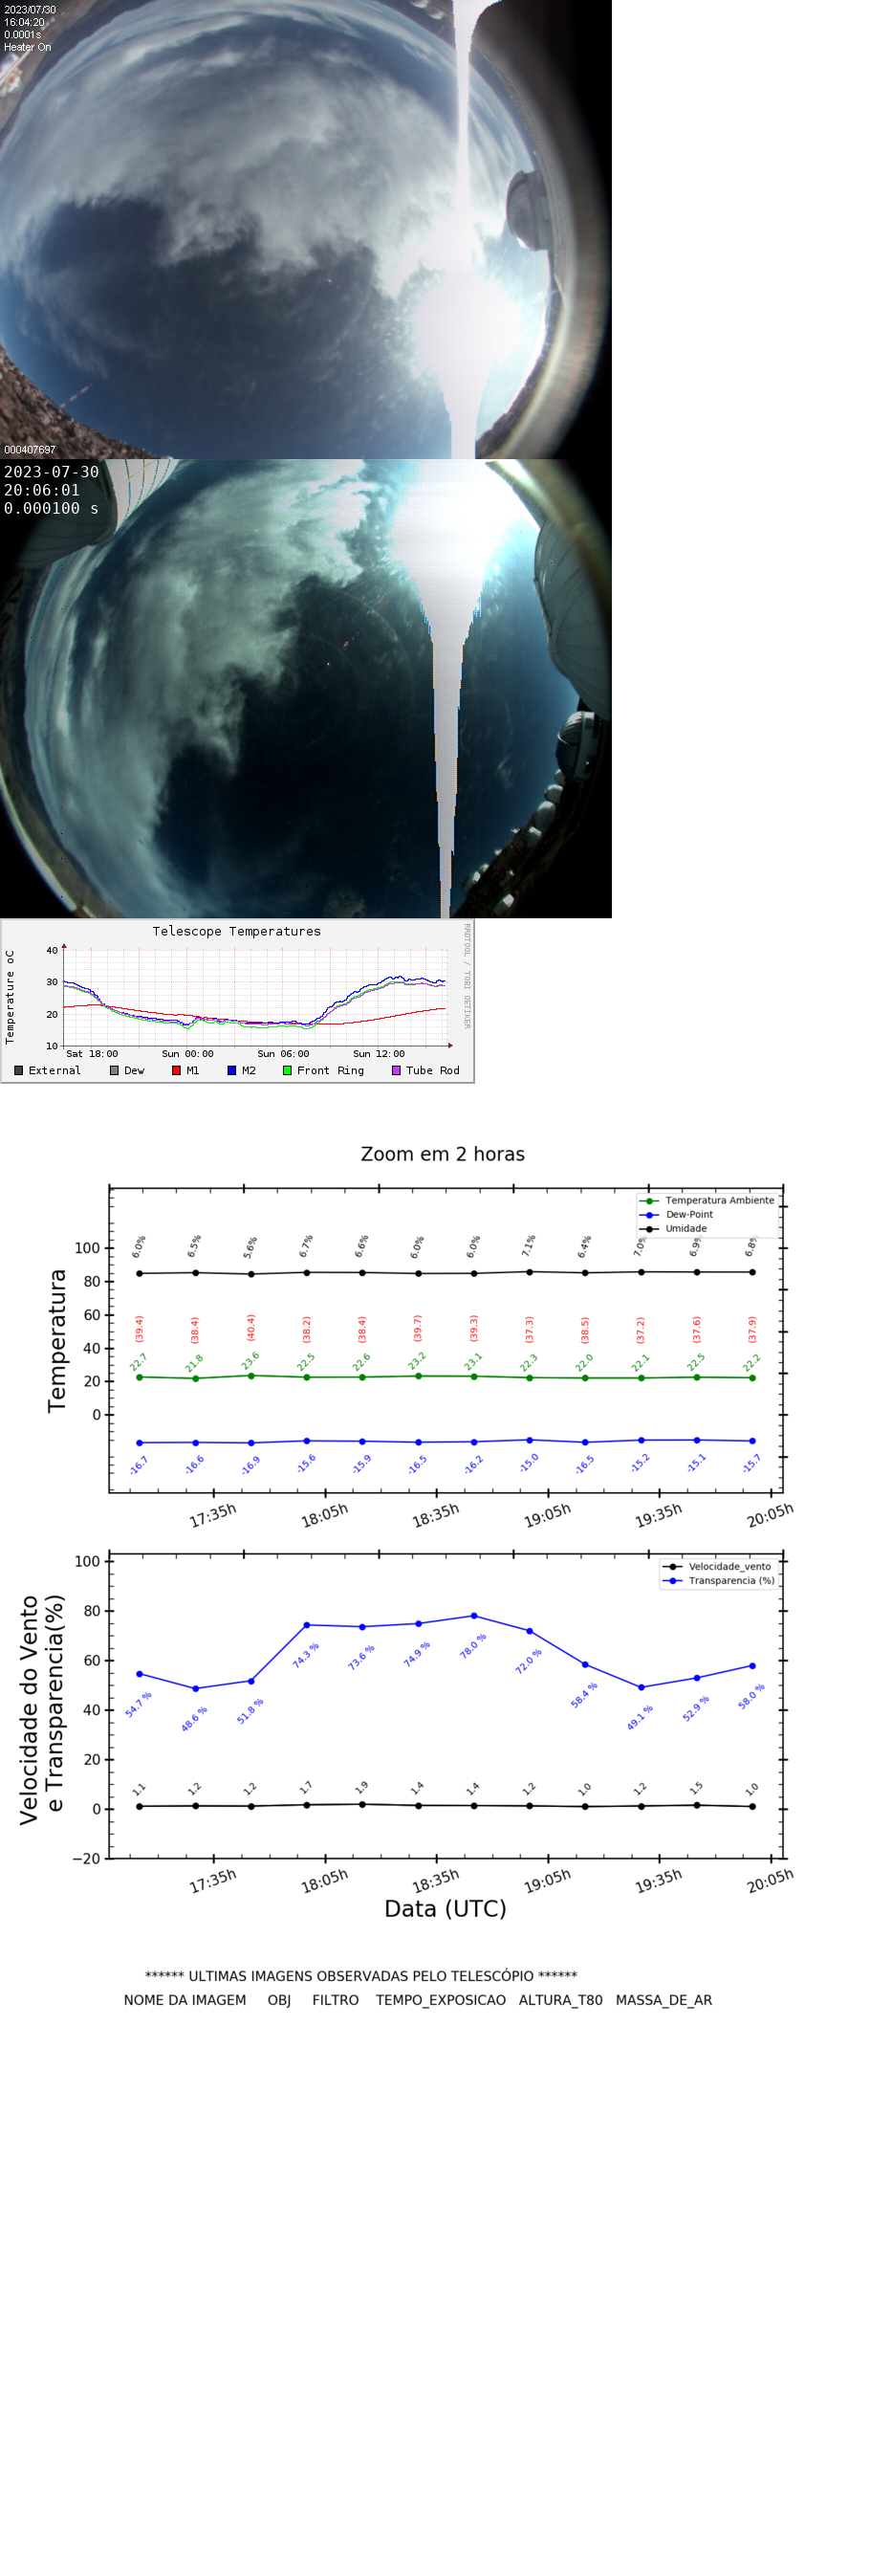 2023/07/30
16:04:20
0.0001s
Heater On
000407697
2023-07-30
20:06:01
0.000100 s
Telescope Temperatures
RRDTOOL / TOBI OETIKER
Temperature oC
40
30
20
10
Sat 18:00 Sun 00:00 Sun 06:00 Sun 12:00
External Dew M1 M2 Front Ring Tube Rod
Zoom em 2 horas
Temperatura Ambiente
Dew-Point
Umidade
Temperatura
100
80
60
40
20
0
6.0% 6.5% 5.6% 6.7% 6.6% 6.0% 6.0% 7.1% 6.4% 7.0% 6.9% 6.8%
(39.4) (38.4) (40.4) (38.2) (38.4) (39.7) (39.3) (37.3) (38.5) (37.2) (37.6) (37.9)
22.7 21.8 23.6 22.5 22.6 23.2 23.1 22.3 22.0 22.1 22.5 22.2
-16.7 -16.6 -16.9 -15.6 -15.9 -16.5 -16.2 -15.0 -16.5 -15.2 -15.1 -15.7
17:35h 18:05h 18:35h 19:05h 19:35h 20:05h
Velocidade_vento
Transparencia (%)
Velocidade do Vento
e Transparencia(%)
100
80
60
40
20
0
−20
54.7 % 48.6 % 51.8 % 74.3 % 73.6 % 74.9 % 78.0 % 72.0 % 58.4 % 49.1 % 52.9 % 58.0 %
1.1 1.2 1.2 1.7 1.9 1.4 1.4 1.2 1.0 1.2 1.5 1.0
17:35h 18:05h 18:35h 19:05h 19:35h 20:05h
Data (UTC)
****** ULTIMAS IMAGENS OBSERVADAS PELO TELESCÓPIO ******
NOME DA IMAGEM OBJ FILTRO TEMPO_EXPOSICAO ALTURA_T80 MASSA_DE_AR